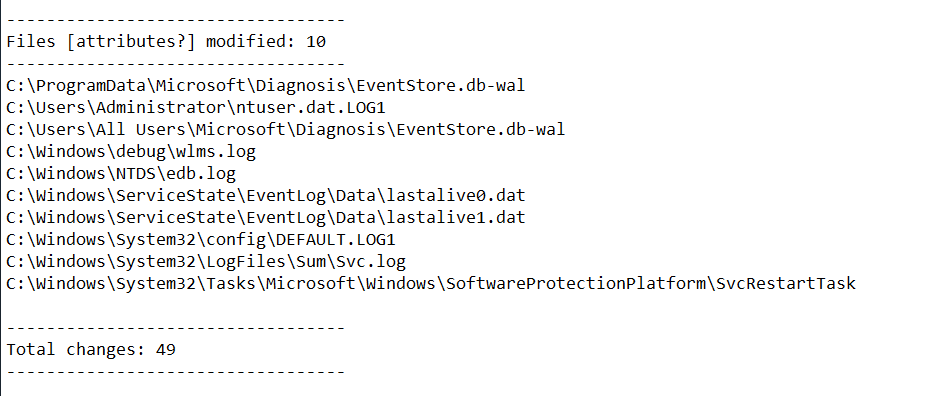 ----------------------------------
Files [attributes?] modified: 10
----------------------------------
C:\ProgramData\Microsoft\Diagnosis\EventStore.db-wal
C:\Users\Administrator\ntuser.dat.LOG1
C:\Users\All Users\Microsoft\Diagnosis\EventStore.db-wal
C:\Windows\debug\wlms.log
C:\Windows\NTDS\edb.log
C:\Windows\ServiceState\EventLog\Data\lastalive0.dat
C:\Windows\ServiceState\EventLog\Data\lastalive1.dat
C:\Windows\System32\config\DEFAULT.LOG1
C:\Windows\System32\LogFiles\Sum\Svc.log
C:\Windows\System32\Tasks\Microsoft\Windows\SoftwareProtectionPlatform\SvcRestartTask
----------------------------------
Total changes: 49
----------------------------------